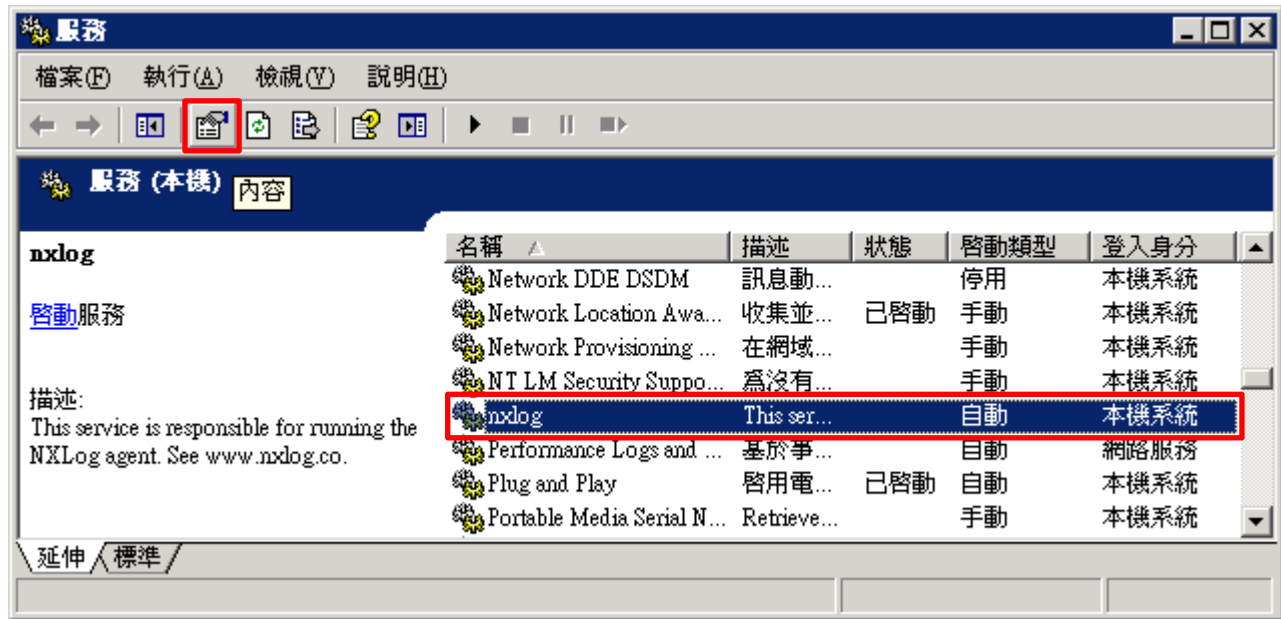 服務
檔案(F) 執行(A) 檢視(V) 說明(H)
服務 (本機)
內容
nxlog
啓動服務
描述:
This service is responsible for running the
NXLog agent. See www.nxlog.co.
名稱 描述 狀態 啓動類型 登入身分
Network DDE DSDM 訊息動... 停用 本機系統
Network Location Awa... 收集並... 已啓動 手動 本機系統
Network Provisioning ... 在網域... 手動 本機系統
NT LM Security Suppo... 爲沒有... 手動 本機系統
nxlog This ser... 自動 本機系統
Performance Logs and ... 基於事... 自動 網路服務
Plug and Play 啓用電... 已啓動 自動 本機系統
Portable Media Serial N... Retrieve... 手動 本機系統
延伸 標準